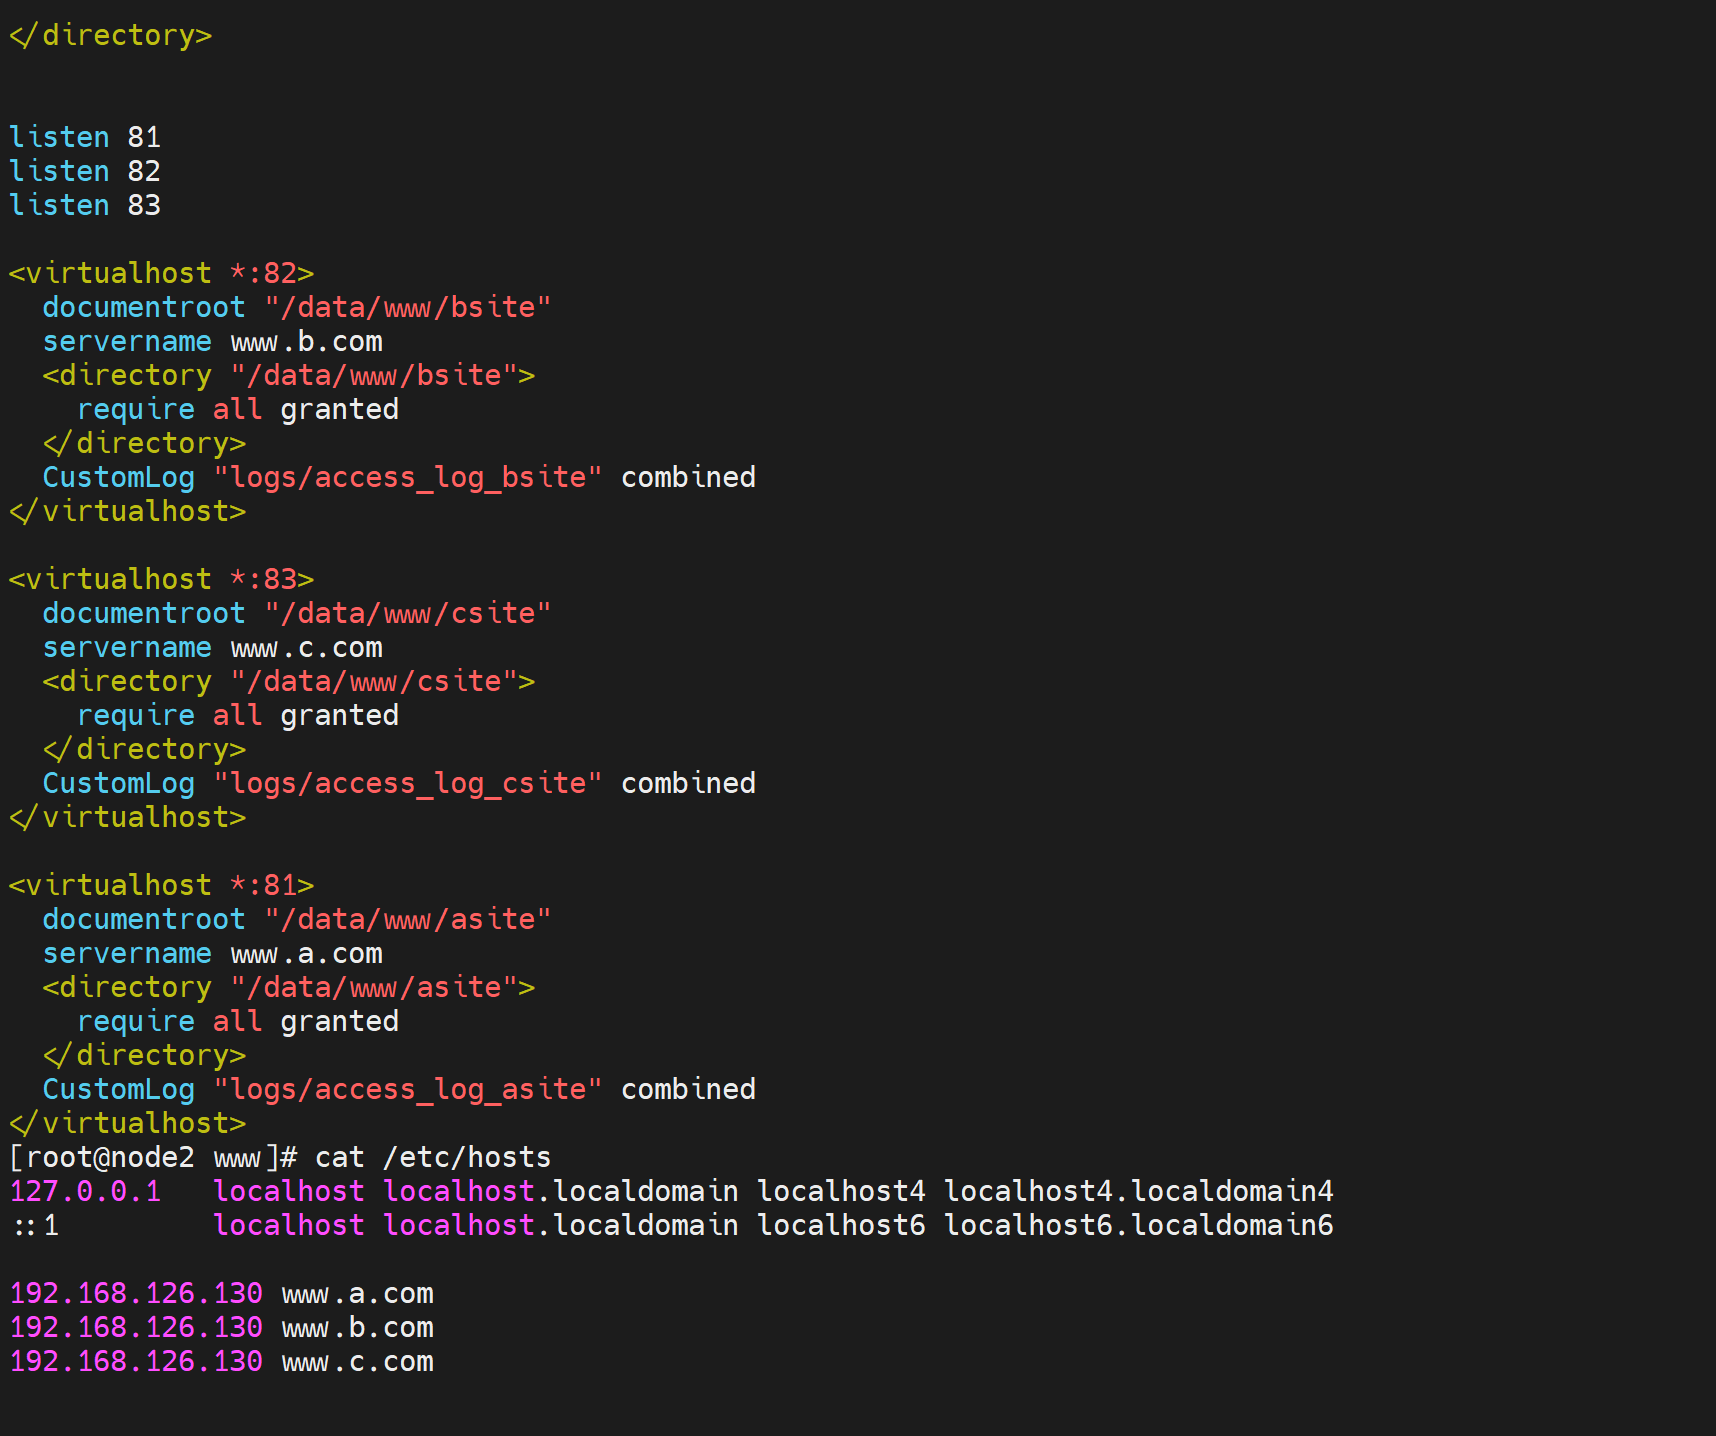 </directory>
listen 81
listen 82
listen 83
<virtualhost *:82>
documentroot "/data/www/bsite"
servername www.b.com
<directory "/data/www/bsite">
require all granted
</directory>
CustomLog "logs/access_log_bsite" combined
</virtualhost>
<virtualhost *:83>
documentroot "/data/www/csite"
servername www.c.com
<directory "/data/www/csite">
require all granted
</directory>
CustomLog "logs/access_log_csite" combined
</virtualhost>
<virtualhost *:81>
documentroot "/data/www/asite"
servername www.a.com
<directory "/data/www/asite">
require all granted
</directory>
CustomLog "logs/access_log_asite" combined
</virtualhost>
[root@node2 www]# cat /etc/hosts
127.0.0.1   localhost localhost.localdomain localhost4 localhost4.localdomain4
::1         localhost localhost.localdomain localhost6 localhost6.localdomain6
192.168.126.130 www.a.com
192.168.126.130 www.b.com
192.168.126.130 www.c.com